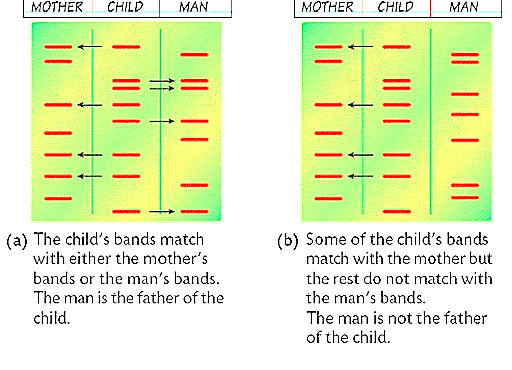 MOTHER CHILD MAN
MOTHER CHILD MAN
(a) The child's bands match
with either the mother's
bands or the man's bands.
The man is the father of the
child.
(b) Some of the child's bands
match with the mother but
the rest do not match with
the man's bands.
The man is not the father
of the child.